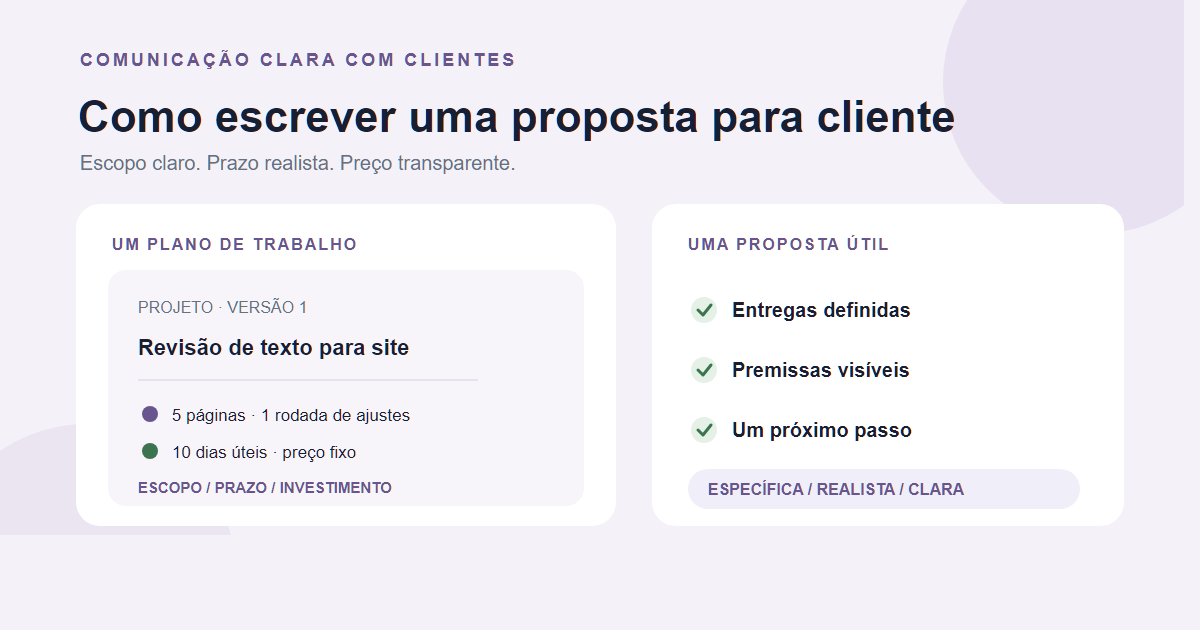 COMUNICAÇÃO CLARA COM CLIENTES
Como escrever uma proposta para cliente
Escopo claro. Prazo realista. Preço transparente.
UM PLANO DE TRABALHO
PROJETO · VERSÃO 1
Revisão de texto para site
5 páginas · 1 rodada de ajustes
10 dias úteis · preço fixo
ESCOPO / PRAZO / INVESTIMENTO
UMA PROPOSTA ÚTIL
Entregas definidas
Premissas visíveis
Um próximo passo
ESPECÍFICA / REALISTA / CLARA